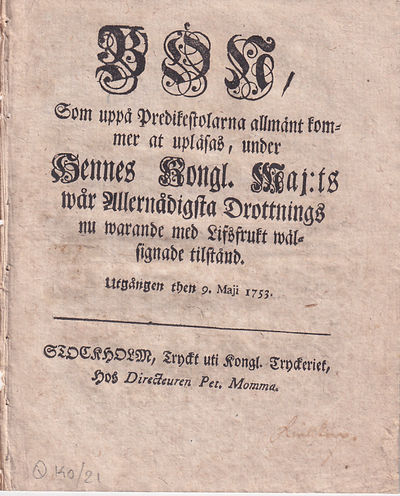 BÖN,
Som uppå Predikestolarna allmänt kom-
mer at upläsas, under
Hennes Kongl. Maj:ts
wår Allernådigsta Drottnings
nu warande med Lifsfrukt wäl-
signade tilstånd.
Utgången then 9. Maji 1753.
STOCKHOLM, Tryckt uti Kongl. Tryckeriet,
Hos Directeuren Pet. Momma.
Q 140/21